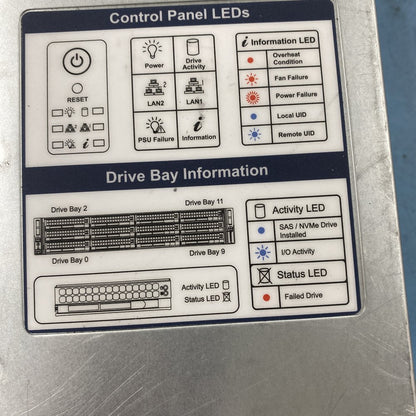 Control Panel LEDs
RESET
Power
Drive
Activity
2
LAN2
1
LAN1
PSU Failure
Information
i Information LED
Overheat
Condition
Fan Failure
Power Failure
Local UID
Remote UID
Drive Bay Information
Drive Bay 2
Drive Bay 11
Drive Bay 0
Drive Bay 9
Activity LED
Status LED
Activity LED
SAS / NVMe Drive
Installed
I/O Activity
Status LED
Failed Drive